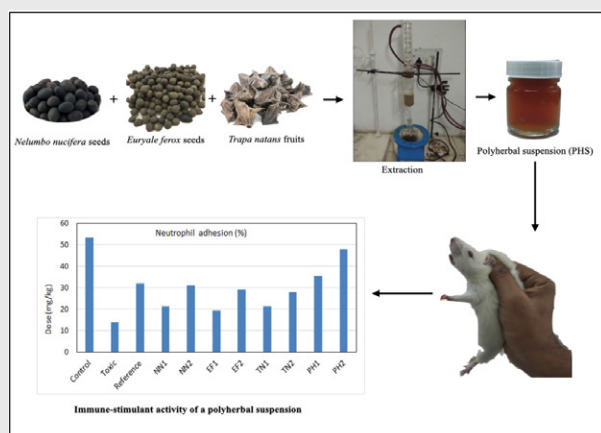 Nelumbo nucifera seeds
+
Euryale ferox seeds
+
Trapa natans fruits
Extraction
Polyherbal suspension (PHS)
Neutrophil adhesion (%)
Dose(mg/kg)
60
50
40
30
20
10
0
Control
Toxic
Reference
NN1
NN2
EF1
EF2
TN1
TN2
PH1
PH2
Immune-stimulant activity of a polyherbal suspension